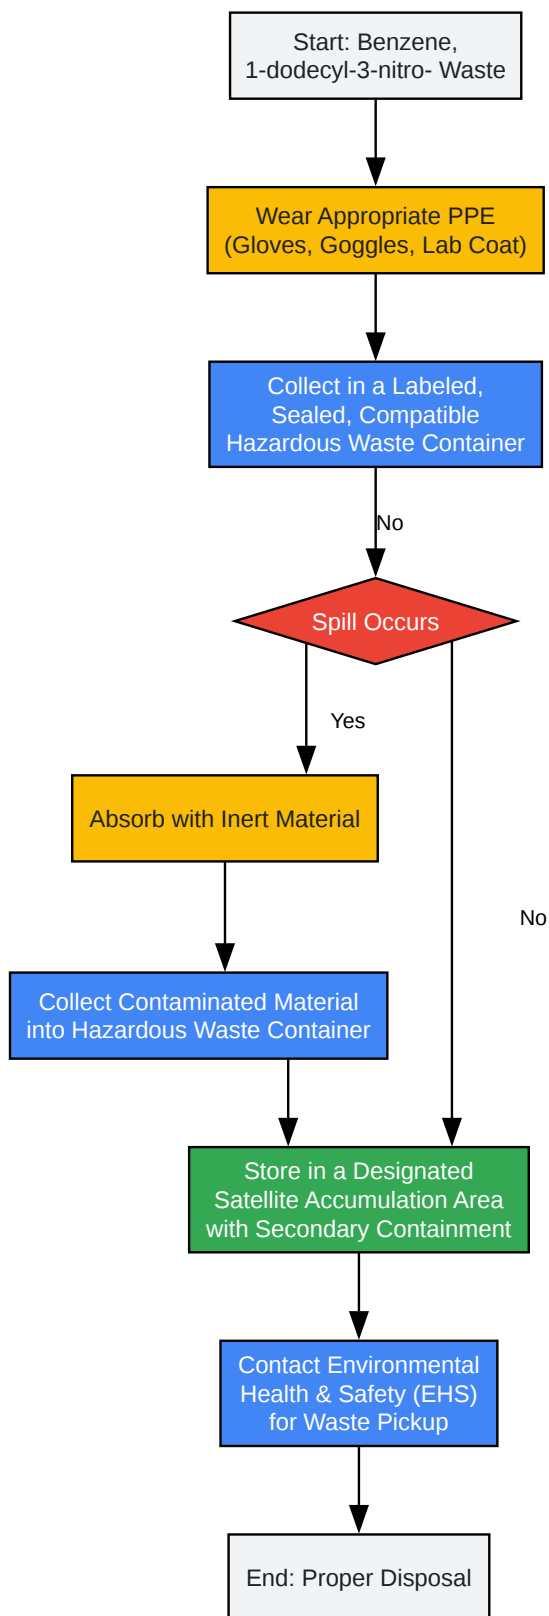 Start: Benzene,
1-dodecyl-3-nitro- Waste
Wear Appropriate PPE
(Gloves, Goggles, Lab Coat)
Collect in a Labeled,
Sealed, Compatible
Hazardous Waste Container
No
Spill Occurs
Yes
Absorb with Inert Material
No
Collect Contaminated Material
into Hazardous Waste Container
Store in a Designated
Satellite Accumulation Area
with Secondary Containment
Contact Environmental
Health & Safety (EHS)
for Waste Pickup
End: Proper Disposal